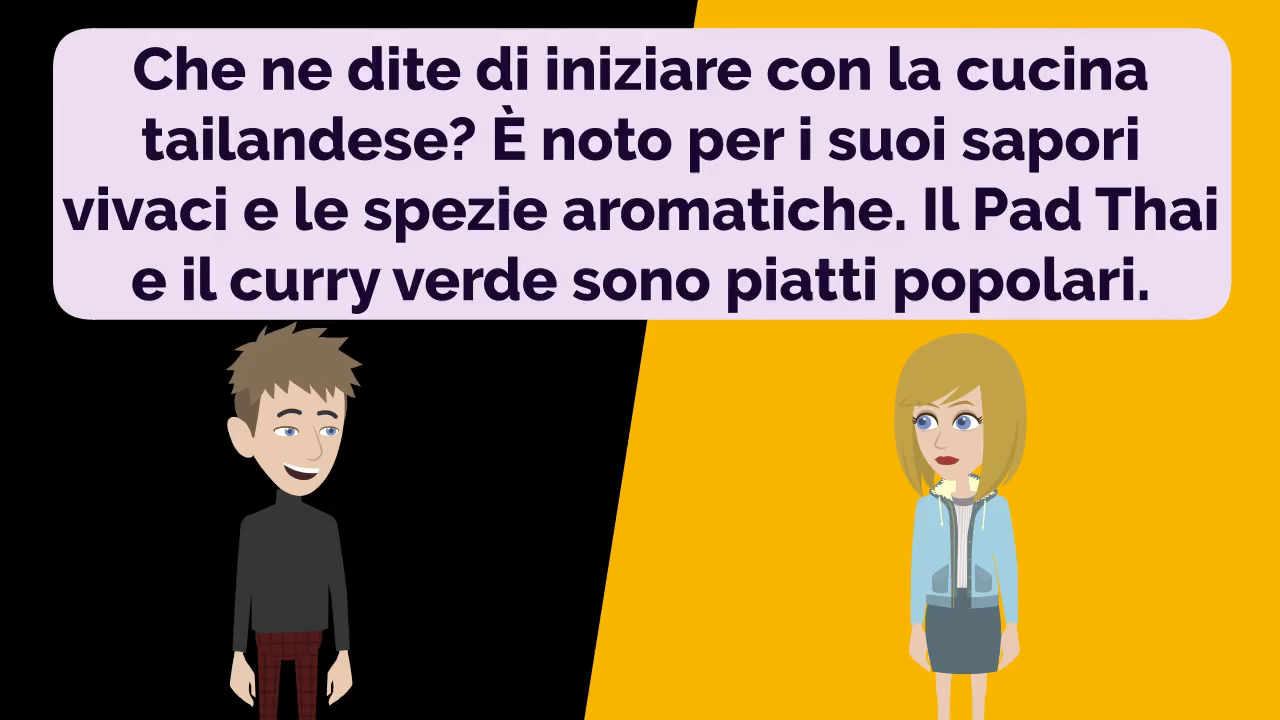 Che ne dite di iniziare con la cucina
tailandese? È noto per i suoi sapori
vivaci e le spezie aromatiche. Il Pad Thai
e il curry verde sono piatti popolari.